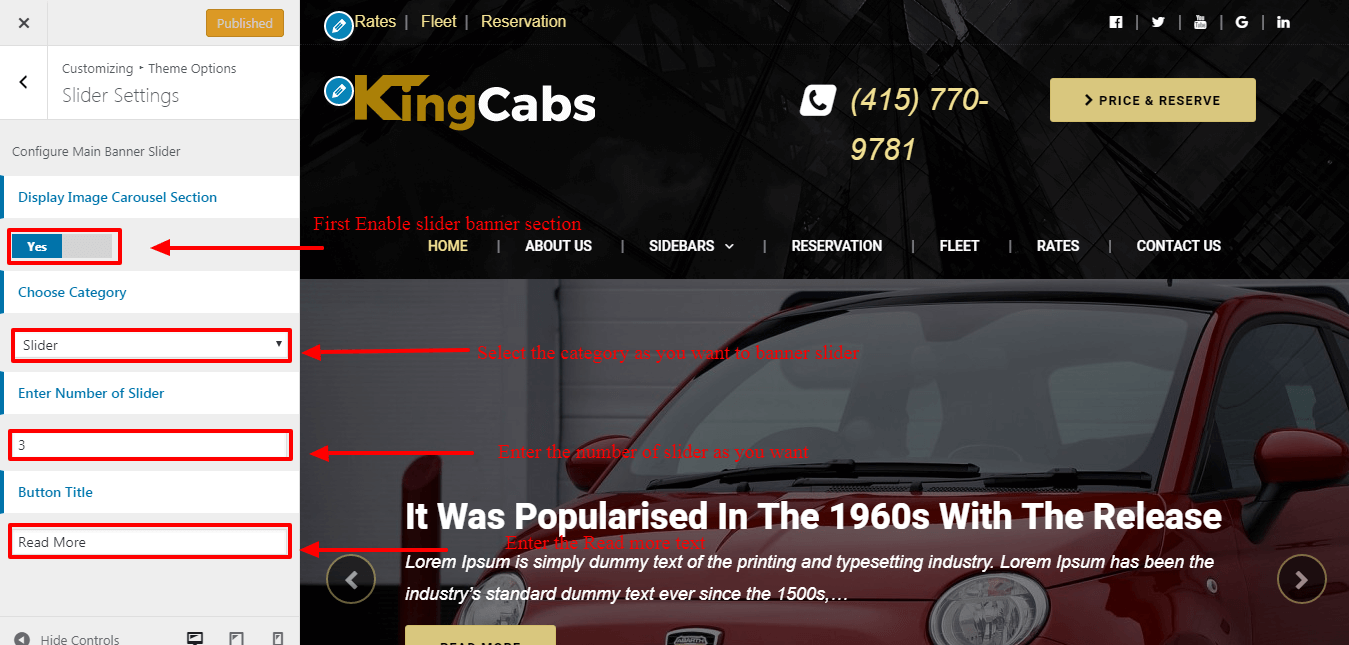 Published
Customizing ▸ Theme Options
Slider Settings
Configure Main Banner Slider
Display Image Carousel Section
Yes
Choose Category
Slider
Enter Number of Slider
3
Button Title
Read More
Hide Controls
Rates | Fleet | Reservation
KingCabs
(415) 770-
9781
PRICE & RESERVE
First Enable slider banner section
HOME | ABOUT US | SIDEBARS | RESERVATION | FLEET | RATES | CONTACT US
Select the category as you want to banner slider
Enter the number of slider as you want
It Was Popularised In The 1960s With The Release
Enter the Read more text
Lorem Ipsum is simply dummy text of the printing and typesetting industry. Lorem Ipsum has been the
industry’s standard dummy text ever since the 1500s,…
READ MORE
ABARTH